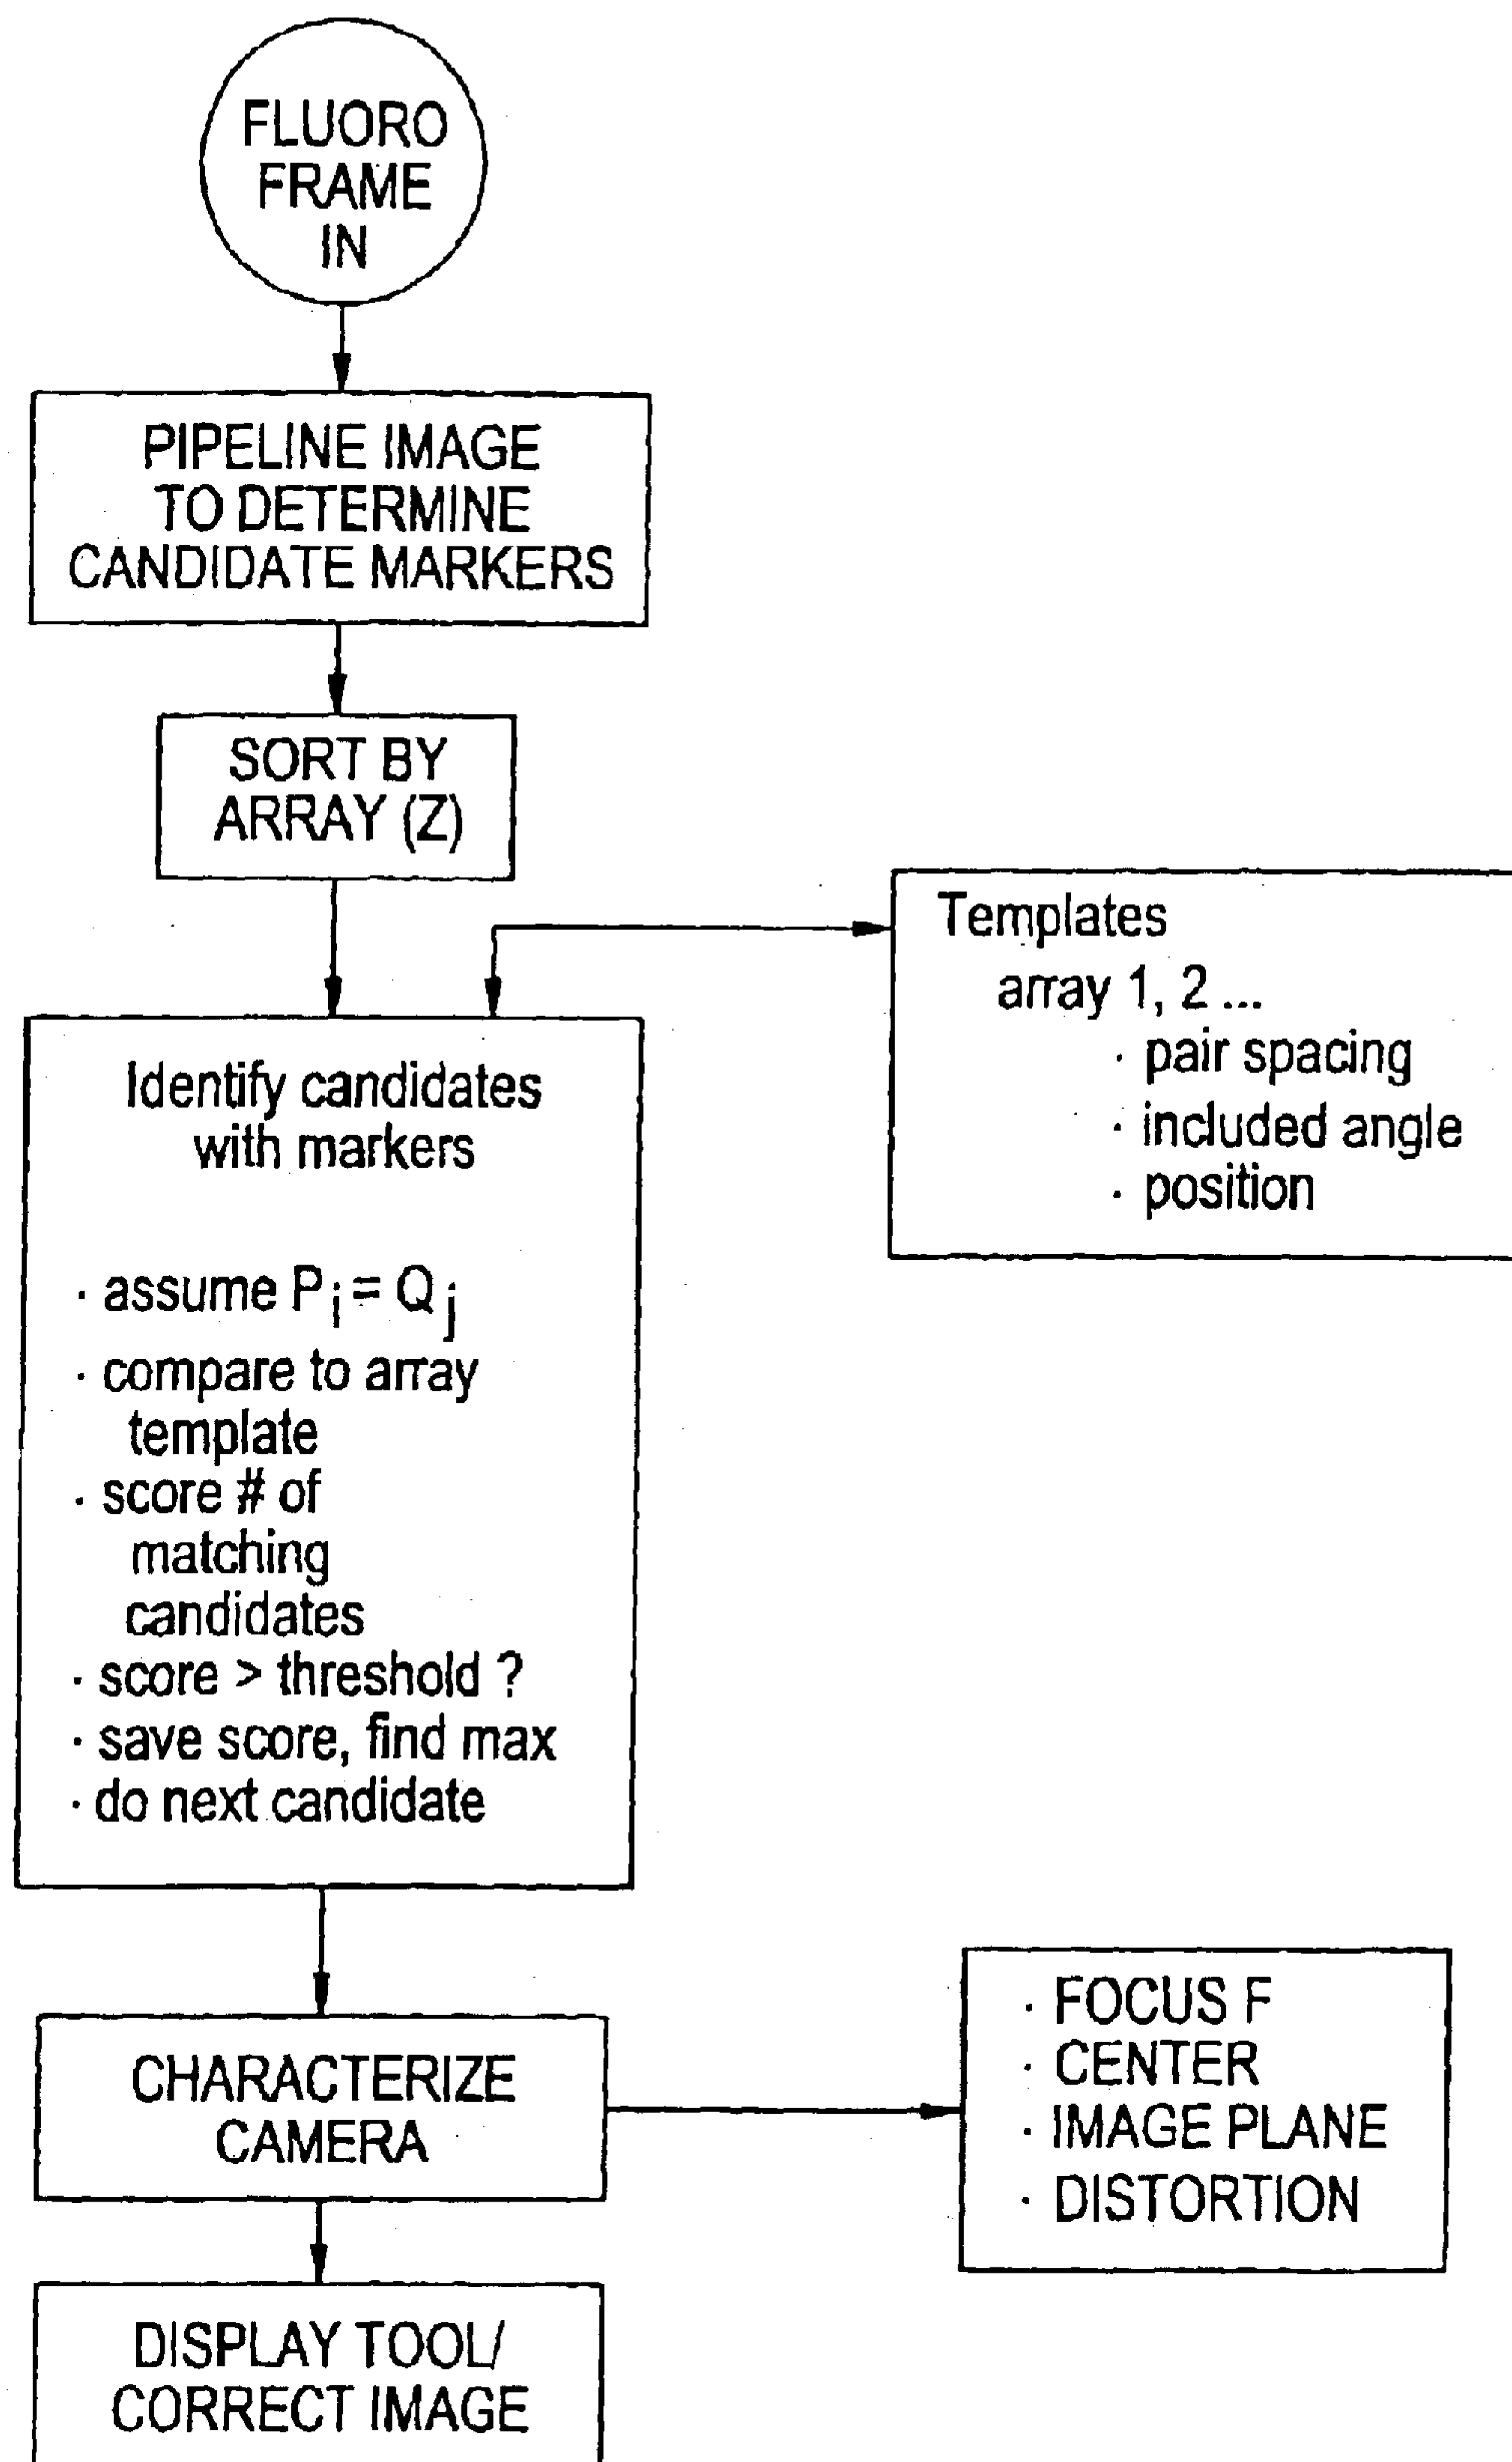 FLUORO
FRAME
IN
PIPELINE IMAGE
TO DETERMINE
CANDIDATE MARKERS
SORT BY
ARRAY (Z)
Templates
array 1, 2 ...
· pair spacing
· included angle
· position
Identify candidates
with markers
· assume Pi = Qj
· compare to array
template
· score # of
matching
candidates
· score > threshold ?
· save score, find max
· do next candidate
CHARACTERIZE
CAMERA
· FOCUS F
· CENTER
· IMAGE PLANE
· DISTORTION
DISPLAY TOOL/
CORRECT IMAGE